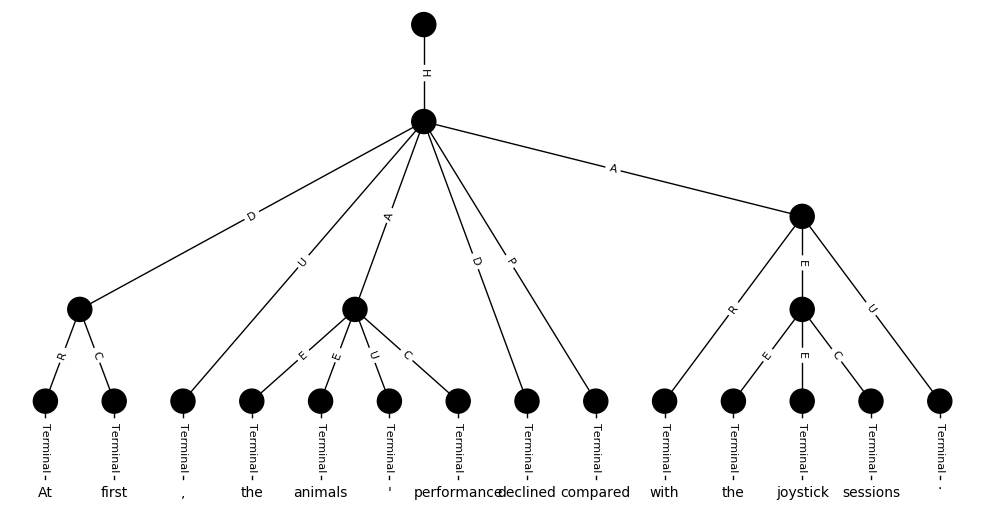 H
A
D
A
D
U
P
E
R
U
R
C
E
E
U
C
E
E
C
Terminal Terminal Terminal Terminal Terminal Terminal Terminal Terminal Terminal Terminal Terminal Terminal Terminal Terminal
At first , the animals ' performance declined compared with the joystick sessions .